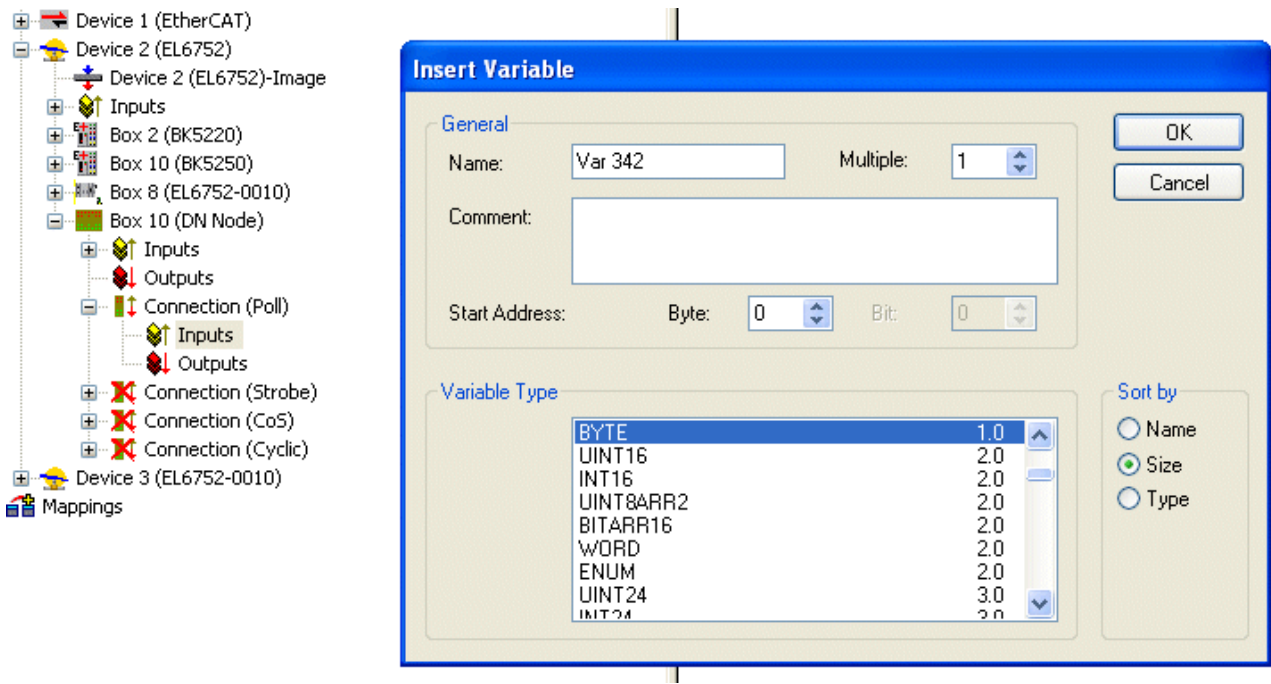 Device 1 (EtherCAT)
Device 2 (EL6752)
Device 2 (EL6752)-Image
Inputs
Box 2 (BK5220)
Box 10 (BK5250)
Box 8 (EL6752-0010)
Box 10 (DN Node)
Inputs
Outputs
Connection (Poll)
Inputs
Outputs
Connection (Strobe)
Connection (CoS)
Connection (Cyclic)
Device 3 (EL6752-0010)
Mappings
Insert Variable
General
Name: Var 342 Multiple: 1
Comment:
Start Address: Byte: 0 Bit: 0
OK
Cancel
Variable Type
BYTE 1.0
UINT16 2.0
INT16 2.0
UINT8ARR2 2.0
BITARR16 2.0
WORD 2.0
ENUM 2.0
UINT24 3.0
INT24 3.0
Sort by
Name
Size
Type